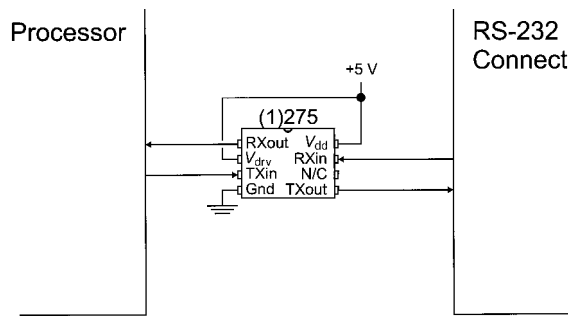 Processor
RS-232
Connect
+5 V
(1)275
RXout Vdd
Vdrv RXin
TXin N/C
Gnd TXout